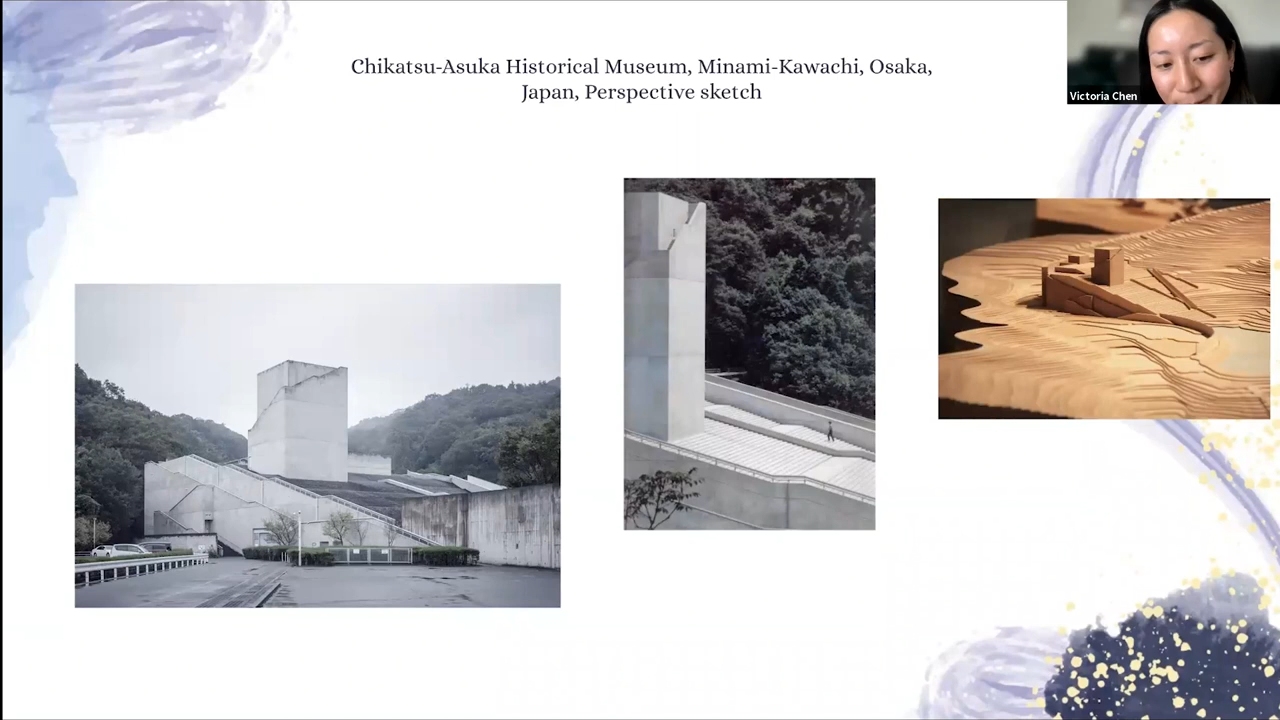 Chikatsu-Asuka Historical Museum, Minami-Kawachi, Osaka,
Japan, Perspective sketch
Victoria Chen